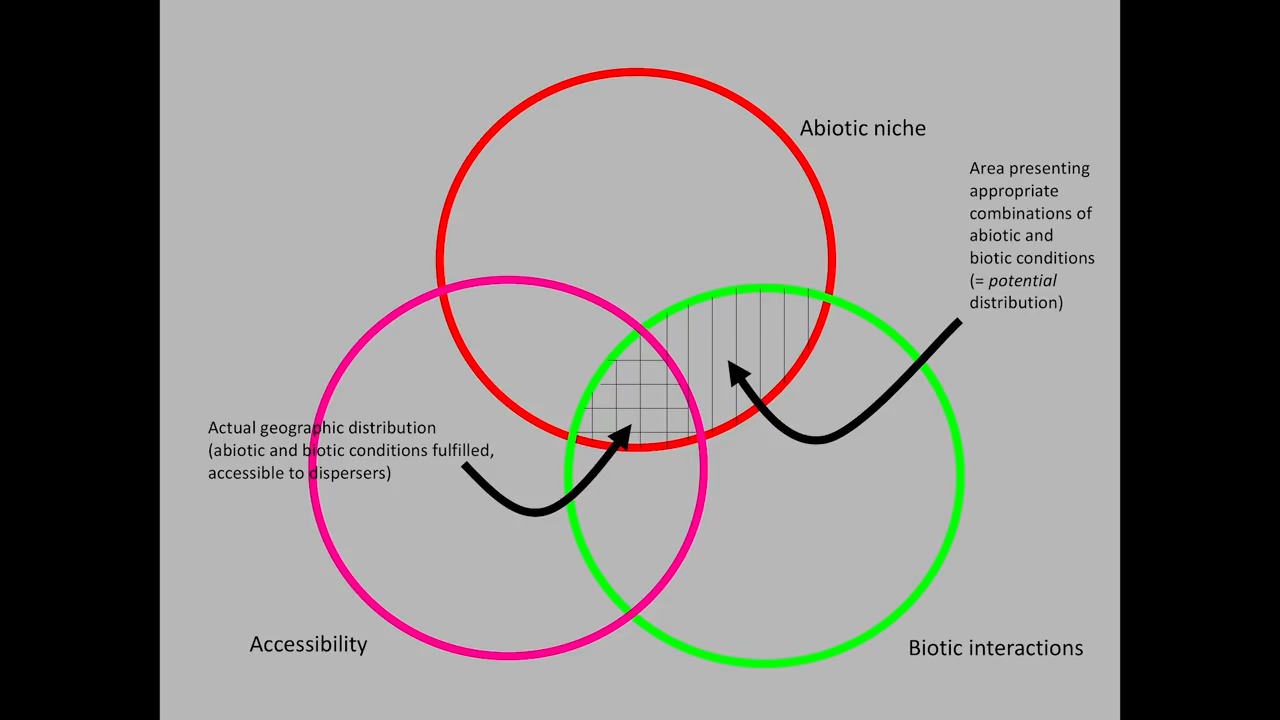 Abiotic niche
Area presenting
appropriate
combinations of
abiotic and
biotic conditions
(= potential
distribution)
Actual geographic distribution
(abiotic and biotic conditions fulfilled,
accessible to dispersers)
Accessibility
Biotic interactions